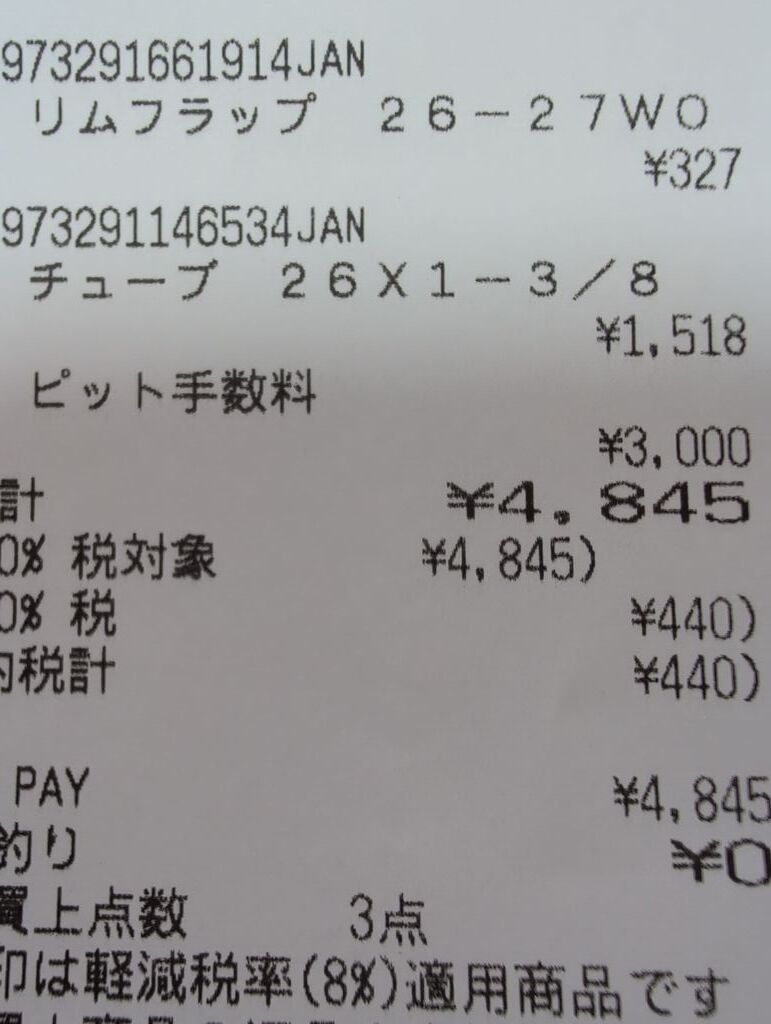 973291661914JAN
リムフラップ 26-27WO
¥327
973291146534JAN
チューブ 26X1-3/8
¥1,518
ピット手数料
¥3,000
計 ¥4,845
0% 税対象 ¥4,845)
0% 税 ¥440)
内税計 ¥440)
PAY ¥4,845
釣り ¥0
買上点数 3点
印は軽減税率(8%)適用商品です